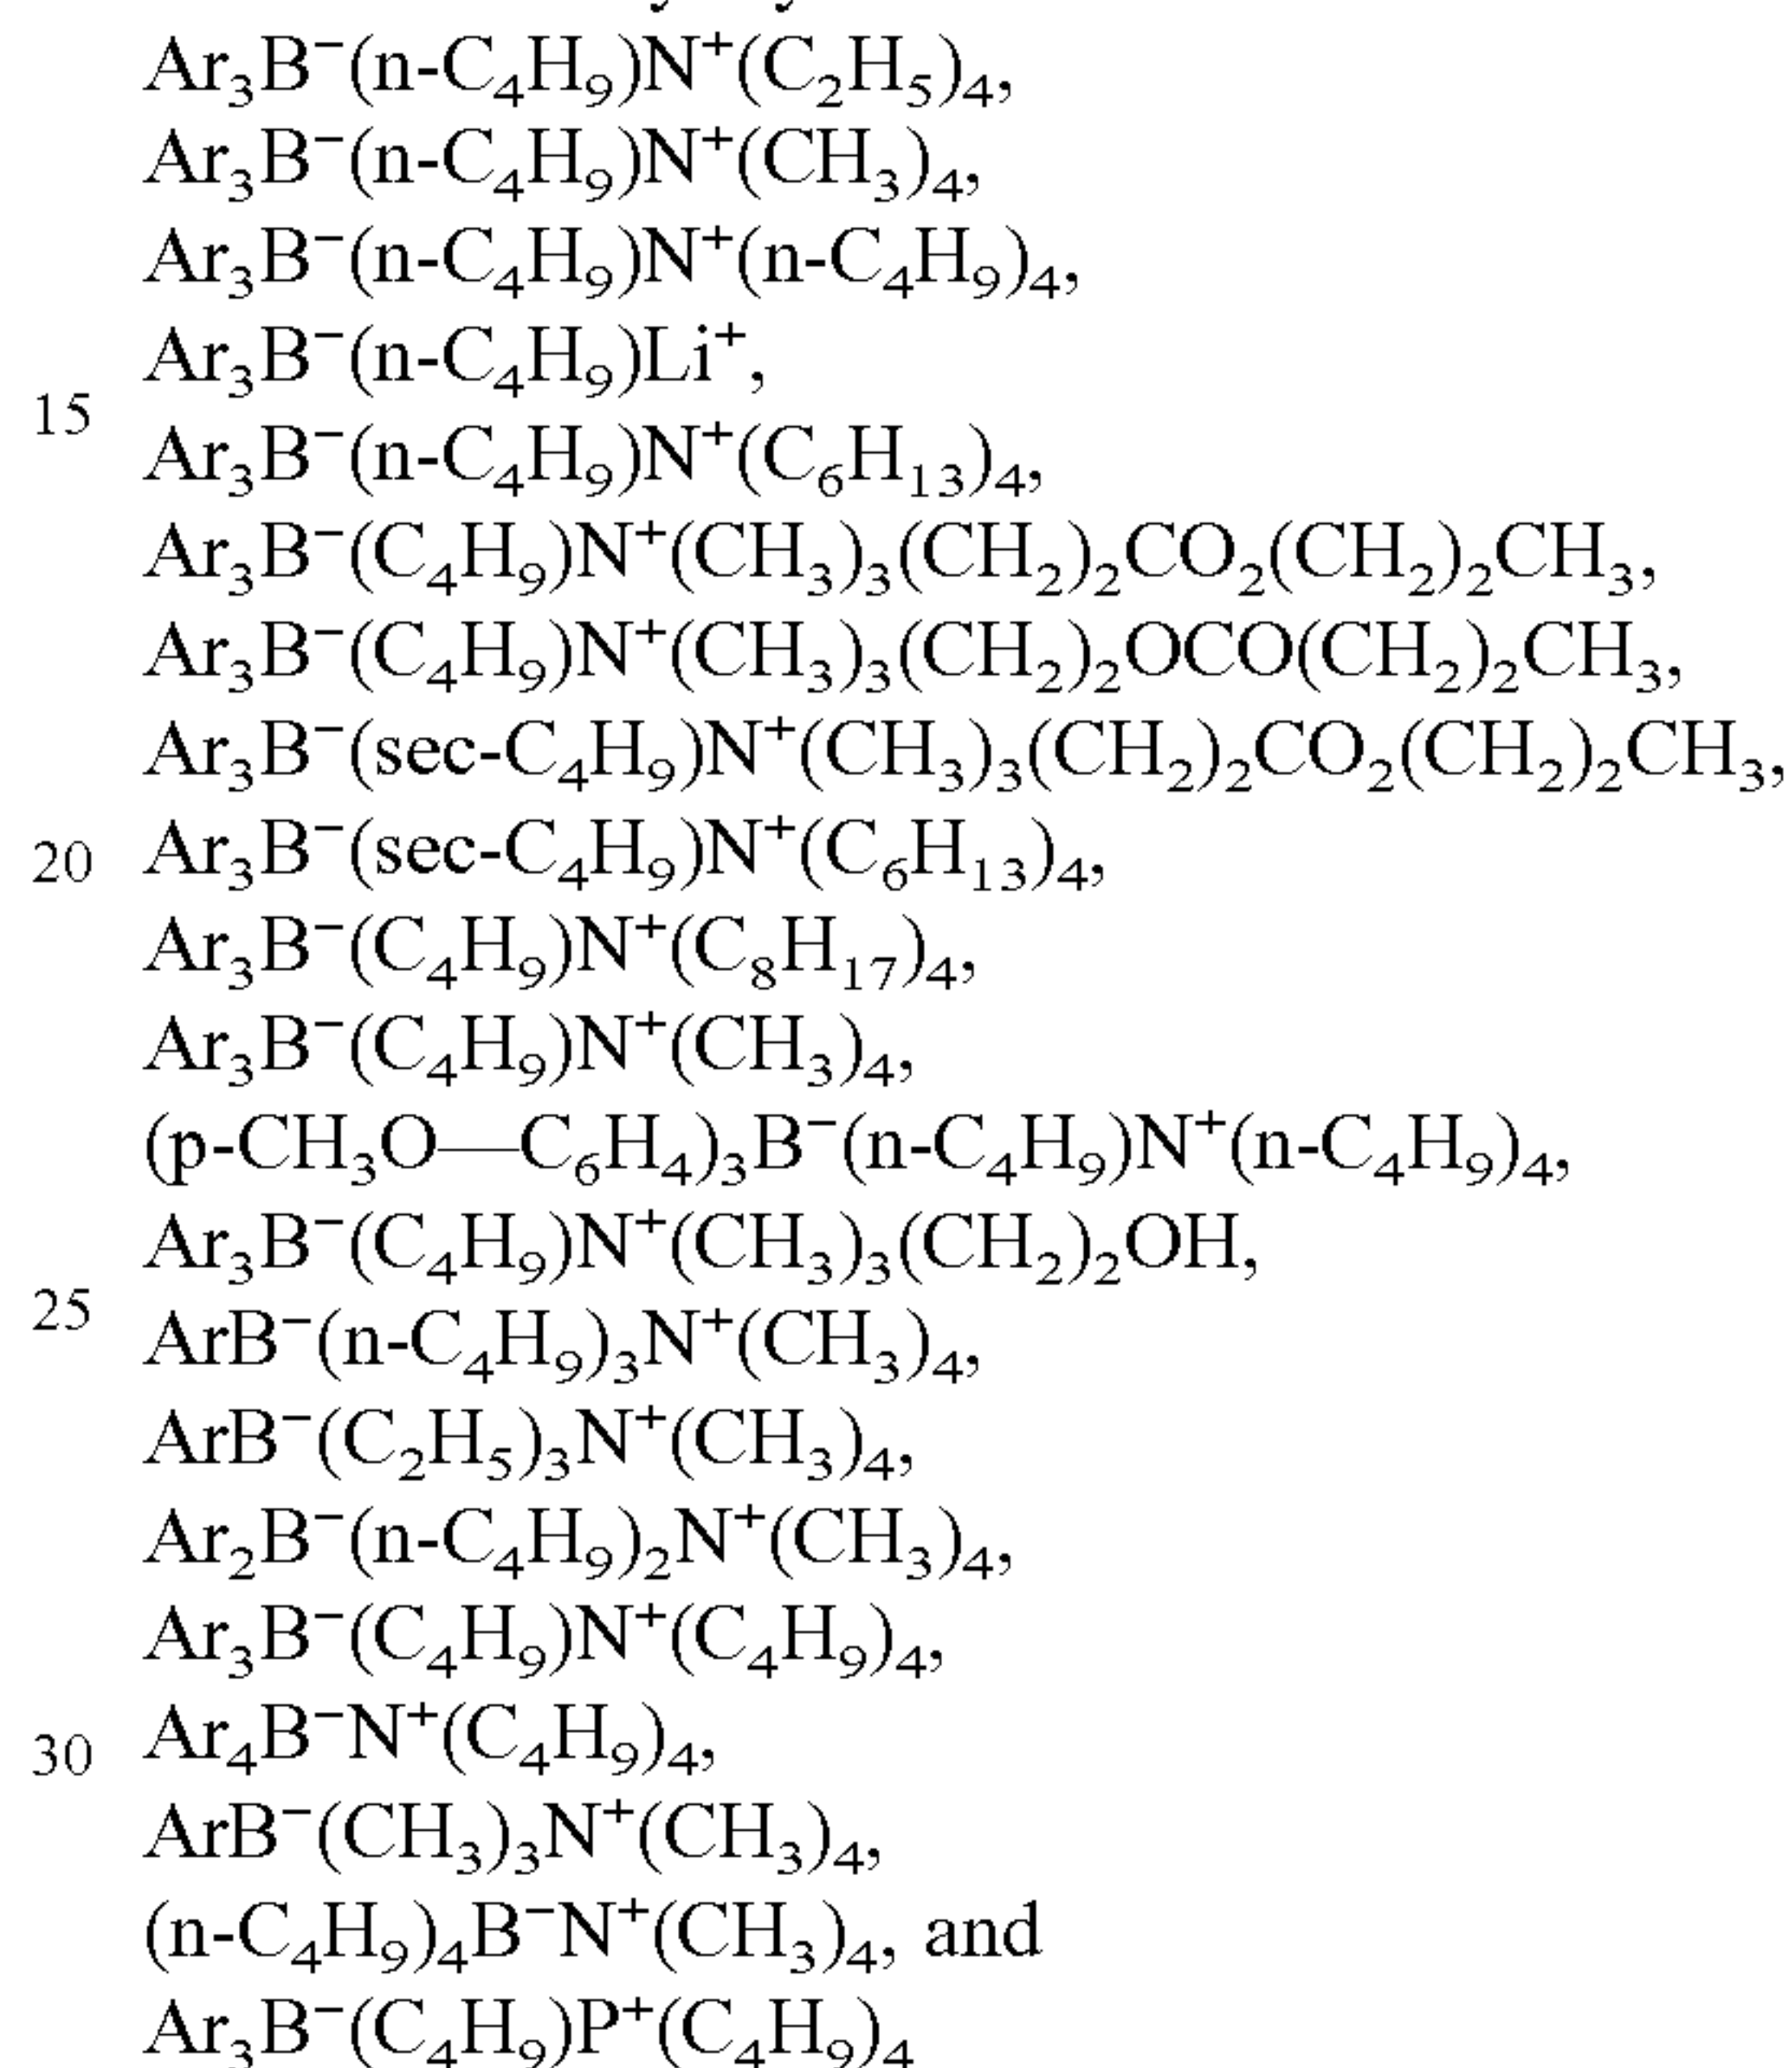 Ar₃B⁻(n-C₄H₉)N⁺(C₂H₅)₄,
Ar₃B⁻(n-C₄H₉)N⁺(CH₃)₄,
Ar₃B⁻(n-C₄H₉)N⁺(n-C₄H₉)₄,
Ar₃B⁻(n-C₄H₉)Li⁺,
15
Ar₃B⁻(n-C₄H₉)N⁺(C₆H₁₃)₄,
Ar₃B⁻(C₄H₉)N⁺(CH₃)₃(CH₂)₂CO₂(CH₂)₂CH₃,
Ar₃B⁻(C₄H₉)N⁺(CH₃)₃(CH₂)₂OCO(CH₂)₂CH₃,
Ar₃B⁻(sec-C₄H₉)N⁺(CH₃)₃(CH₂)₂CO₂(CH₂)₂CH₃,
20 Ar₃B⁻(sec-C₄H₉)N⁺(C₆H₁₃)₄,
Ar₃B⁻(C₄H₉)N⁺(C₈H₁₇)₄,
Ar₃B⁻(C₄H₉)N⁺(CH₃)₄,
(p-CH₃O—C₆H₄)₃B⁻(n-C₄H₉)N⁺(n-C₄H₉)₄,
Ar₃B⁻(C₄H₉)N⁺(CH₃)₃(CH₂)₂OH,
25
ArB⁻(n-C₄H₉)₃N⁺(CH₃)₄,
ArB⁻(C₂H₅)₃N⁺(CH₃)₄,
Ar₂B⁻(n-C₄H₉)₂N⁺(CH₃)₄,
Ar₃B⁻(C₄H₉)N⁺(C₄H₉)₄,
30 Ar₄B⁻N⁺(C₄H₉)₄,
ArB⁻(CH₃)₃N⁺(CH₃)₄,
(n-C₄H₉)₄B⁻N⁺(CH₃)₄, and
Ar₃B⁻(C₄H₉)P⁺(C₄H₉)₄